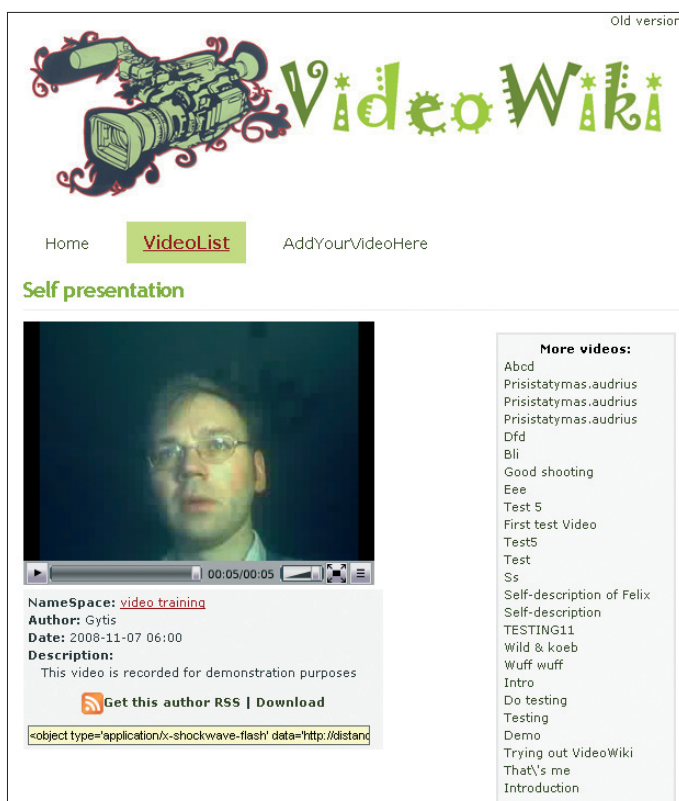 Old version
VideoWiki
Home VideoList AddYourVideoHere
Self presentation
00:05/00:05
NameSpace: video training
Author: Gytis
Date: 2008-11-07 06:00
Description:
This video is recorded for demonstration purposes
Get this author RSS | Download
<object type='application/x-shockwave-flash' data='http://distanc
More videos:
Abcd
Prisistatymas.audrius
Prisistatymas.audrius
Prisistatymas.audrius
Dfd
Bli
Good shooting
Eee
Test 5
First test Video
Test5
Test
Ss
Self-description of Felix
Self-description
TESTING11
Wild & koeb
Wuff wuff
Intro
Do testing
Testing
Demo
Trying out VideoWiki
That\'s me
Introduction